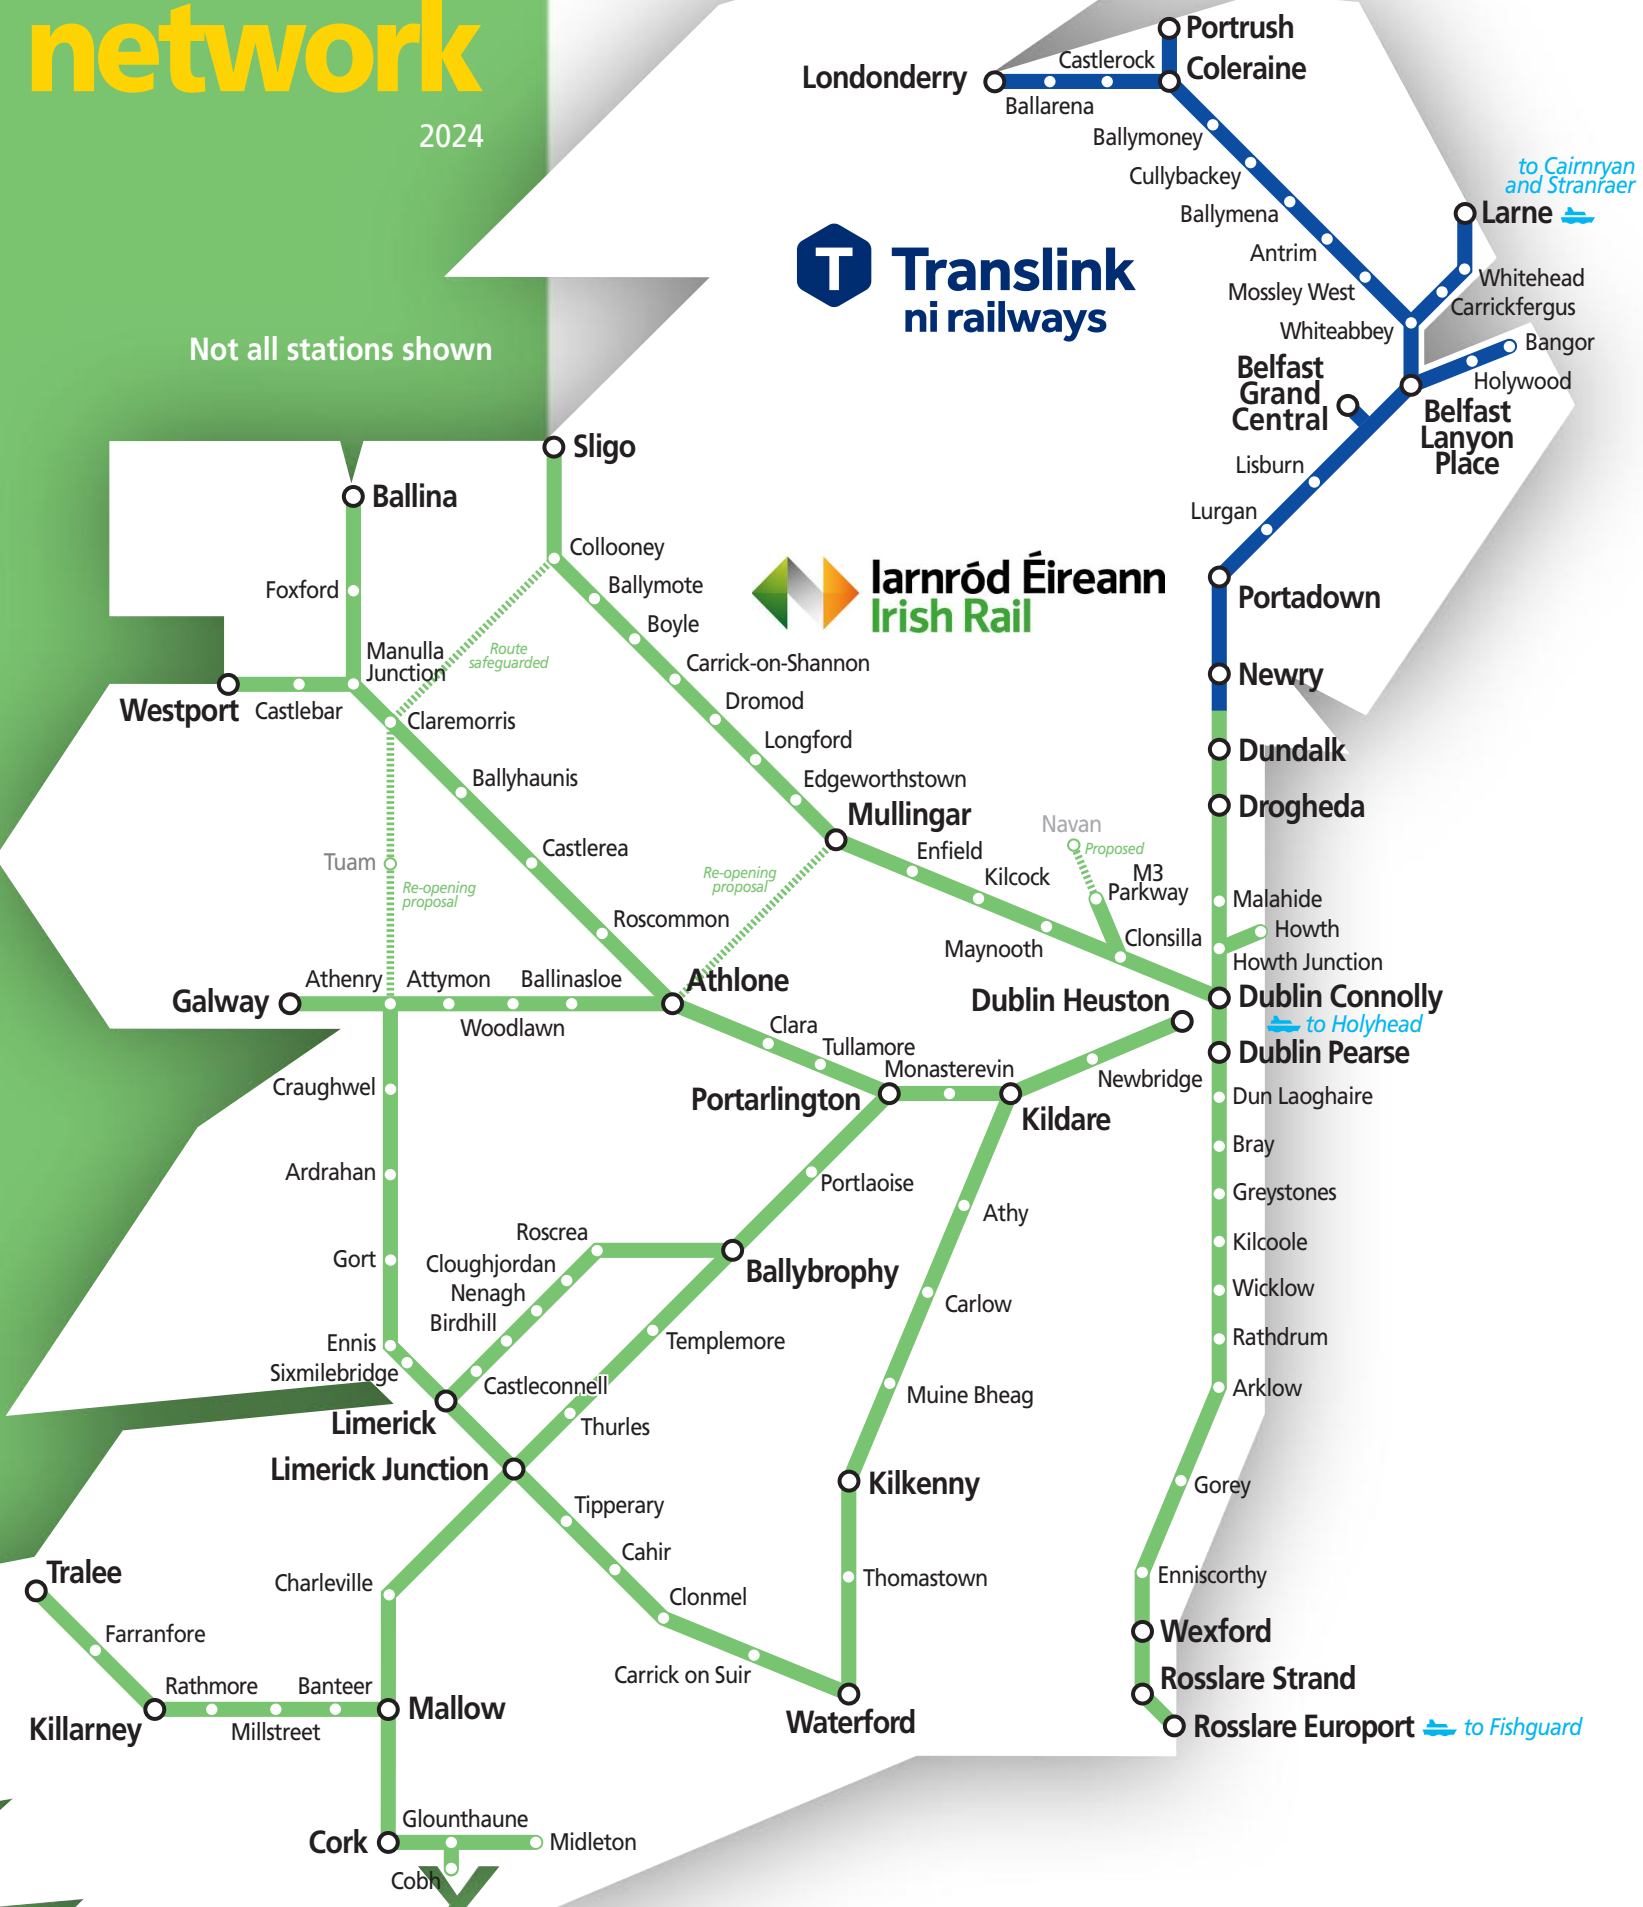 network
2024
Not all stations shown
Portrush
Coleraine
Castlerock
Londonderry
Ballarena
Ballymoney
Cullybackey
Ballymena
Antrim
Mossley West
Whiteabbey
to Cairnryan
and Stranraer
Larne
Whitehead
Carrickfergus
Bangor
Holywood
Belfast
Grand
Central
Belfast
Lanyon
Place
Lisburn
Lurgan
Portadown
Newry
Dundalk
Drogheda
Malahide
Howth
Howth Junction
Dublin Connolly
to Holyhead
Dublin Pearse
Dun Laoghaire
Bray
Greystones
Kilcoole
Wicklow
Rathdrum
Arklow
Gorey
Enniscorthy
Wexford
Rosslare Strand
Rosslare Europort
to Fishguard
T
Translink
ni railways
Iarnród Éireann
Irish Rail
Sligo
Collooney
Ballymote
Boyle
Carrick-on-Shannon
Dromod
Longford
Edgeworthstown
Mullingar
Enfield
Kilcock
Maynooth
Clonsilla
M3
Parkway
Navan
Proposed
Ballina
Foxford
Manulla
Junction
Westport
Castlebar
Route
safeguarded
Claremorris
Ballyhaunis
Castlerea
Roscommon
Tuam
Re-opening
proposal
Re-opening
proposal
Athlone
Galway
Athenry
Attymon
Woodlawn
Ballinasloe
Clara
Tullamore
Portarlington
Monasterevin
Kildare
Newbridge
Dublin Heuston
Craughwel
Ardrahan
Gort
Ennis
Sixmilebridge
Limerick
Limerick Junction
Roscrea
Cloughjordan
Nenagh
Birdhill
Castleconnell
Portlaoise
Ballybrophy
Templemore
Thurles
Athy
Carlow
Muine Bheag
Kilkenny
Thomastown
Waterford
Tipperary
Cahir
Clonmel
Carrick on Suir
Charleville
Tralee
Farranfore
Killarney
Rathmore
Millstreet
Banteer
Mallow
Cork
Glounthaune
Midleton
Cobh